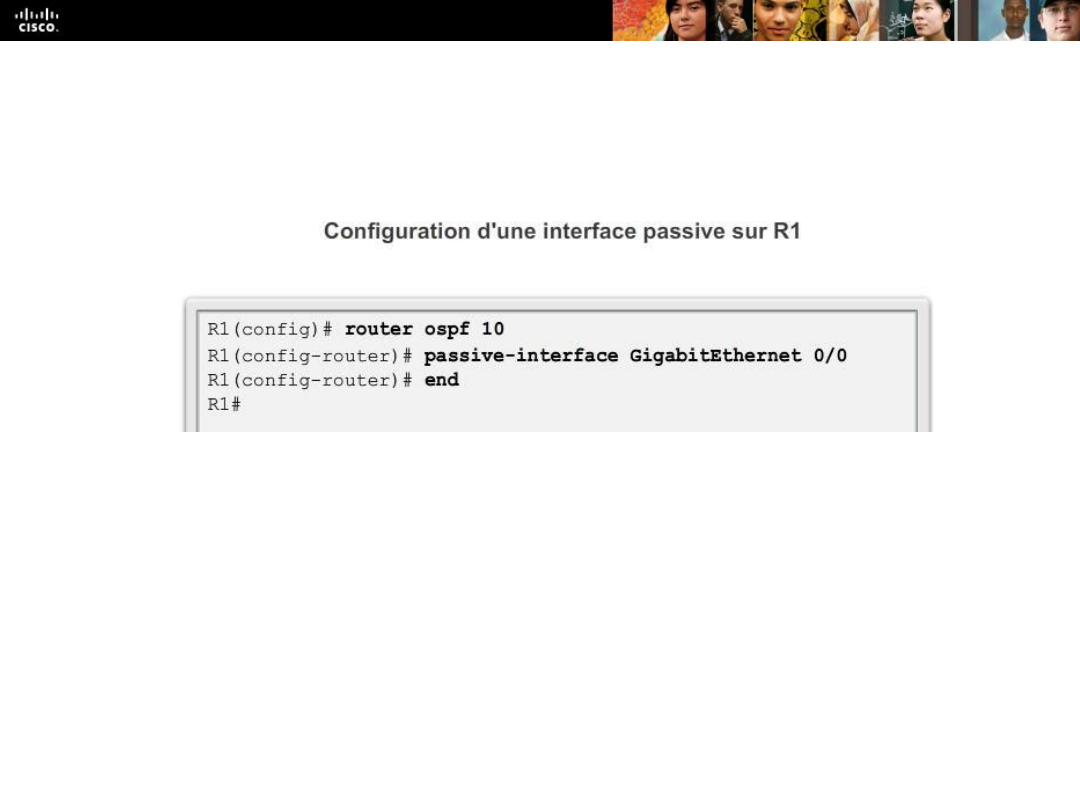 CISCO.
Configuration d'une interface passive sur R1
R1(config)# router ospf 10
R1(config-router)# passive-interface GigabitEthernet 0/0
R1(config-router)# end
R1#